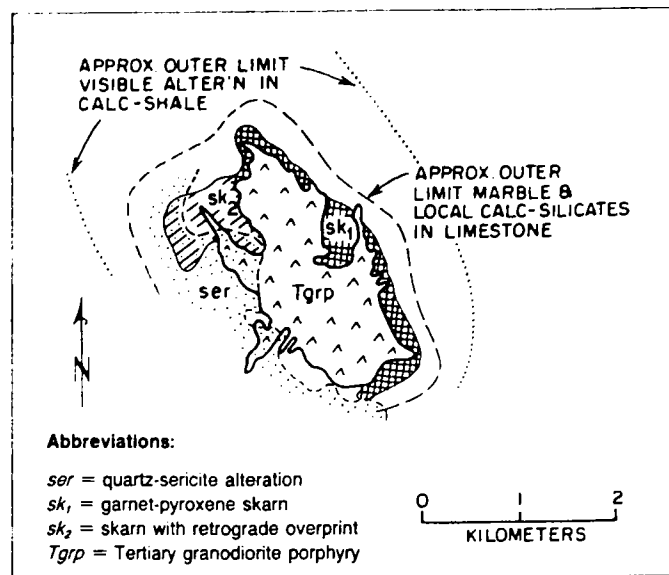 APPROX. OUTER LIMIT
VISIBLE ALTER'N IN
CALC-SHALE
APPROX. OUTER
LIMIT MARBLE &
LOCAL CALC-SILICATES
IN LIMESTONE
sk2
sk1
ser
Tgrp
N
Abbreviations:
ser = quartz-sericite alteration
sk1 = garnet-pyroxene skarn
sk2 = skarn with retrograde overprint
Tgrp = Tertiary granodiorite porphyry
0 1 2
KILOMETERS